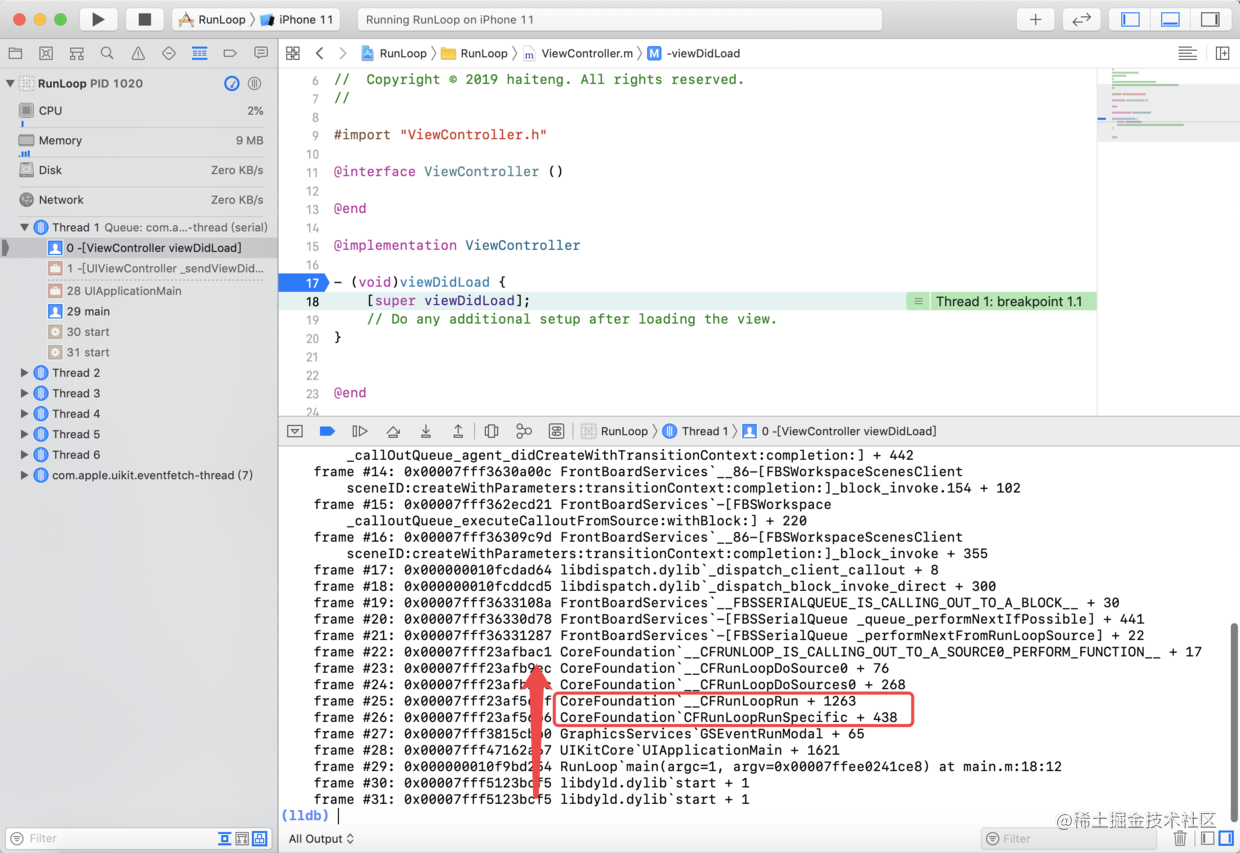 RunLoop 〉 iPhone 11
Running RunLoop on iPhone 11
RunLoop 〉 RunLoop 〉 m ViewController.m 〉 M -viewDidLoad
RunLoop PID 1020
CPU 2%
Memory 9 MB
Disk Zero KB/s
Network Zero KB/s
Thread 1 Queue: com.a...-thread (serial)
0 -[ViewController viewDidLoad]
1 -[UIViewController _sendViewDid...
28 UIApplicationMain
29 main
30 start
31 start
Thread 2
Thread 3
Thread 4
Thread 5
Thread 6
com.apple.uikit.eventfetch-thread (7)
Filter
6 //  Copyright © 2019 haiteng. All rights reserved.
7 //
8
9 #import "ViewController.h"
10
11 @interface ViewController ()
12
13 @end
14
15 @implementation ViewController
16
17 - (void)viewDidLoad {
18     [super viewDidLoad]; Thread 1: breakpoint 1.1
19     // Do any additional setup after loading the view.
20 }
21
22
23 @end
24
RunLoop 〉 Thread 1 〉 0 -[ViewController viewDidLoad]
_callOutQueue_agent_didCreateWithTransitionContext:completion:] + 442
frame #14: 0x00007fff3630a00c FrontBoardServices`__86-[FBSWorkspaceScenesClient
sceneID:createWithParameters:transitionContext:completion:]_block_invoke.154 + 102
frame #15: 0x00007fff362ecd21 FrontBoardServices`-[FBSWorkspace
_calloutQueue_executeCalloutFromSource:withBlock:] + 220
frame #16: 0x00007fff36309c9d FrontBoardServices`__86-[FBSWorkspaceScenesClient
sceneID:createWithParameters:transitionContext:completion:]_block_invoke + 355
frame #17: 0x000000010fcdad64 libdispatch.dylib`_dispatch_client_callout + 8
frame #18: 0x000000010fcddcd5 libdispatch.dylib`_dispatch_block_invoke_direct + 300
frame #19: 0x00007fff3633108a FrontBoardServices`__FBSSERIALQUEUE_IS_CALLING_OUT_TO_A_BLOCK__ + 30
frame #20: 0x00007fff36330d78 FrontBoardServices`-[FBSSerialQueue _queue_performNextIfPossible] + 441
frame #21: 0x00007fff36331287 FrontBoardServices`-[FBSSerialQueue _performNextFromRunLoopSource] + 22
frame #22: 0x00007fff23afbac1 CoreFoundation`__CFRUNLOOP_IS_CALLING_OUT_TO_A_SOURCE0_PERFORM_FUNCTION__ + 17
frame #23: CoreFoundation`__CFRunLoopDoSource0 + 76
frame #24: CoreFoundation`__CFRunLoopDoSources0 + 268
frame #25: CoreFoundation`__CFRunLoopRun + 1263
frame #26: CoreFoundation`CFRunLoopRunSpecific + 438
frame #27: GraphicsServices`GSEventRunModal + 65
frame #28: UIKitCore`UIApplicationMain + 1621
frame #29: RunLoop`main(argc=1, argv=0x00007ffee0241ce8) at main.m:18:12
frame #30: 0x00007fff5123bcf5 libdyld.dylib`start + 1
frame #31: 0x00007fff5123bcf5 libdyld.dylib`start + 1
(lldb)
All Output
Filter
@稀土掘金技术社区